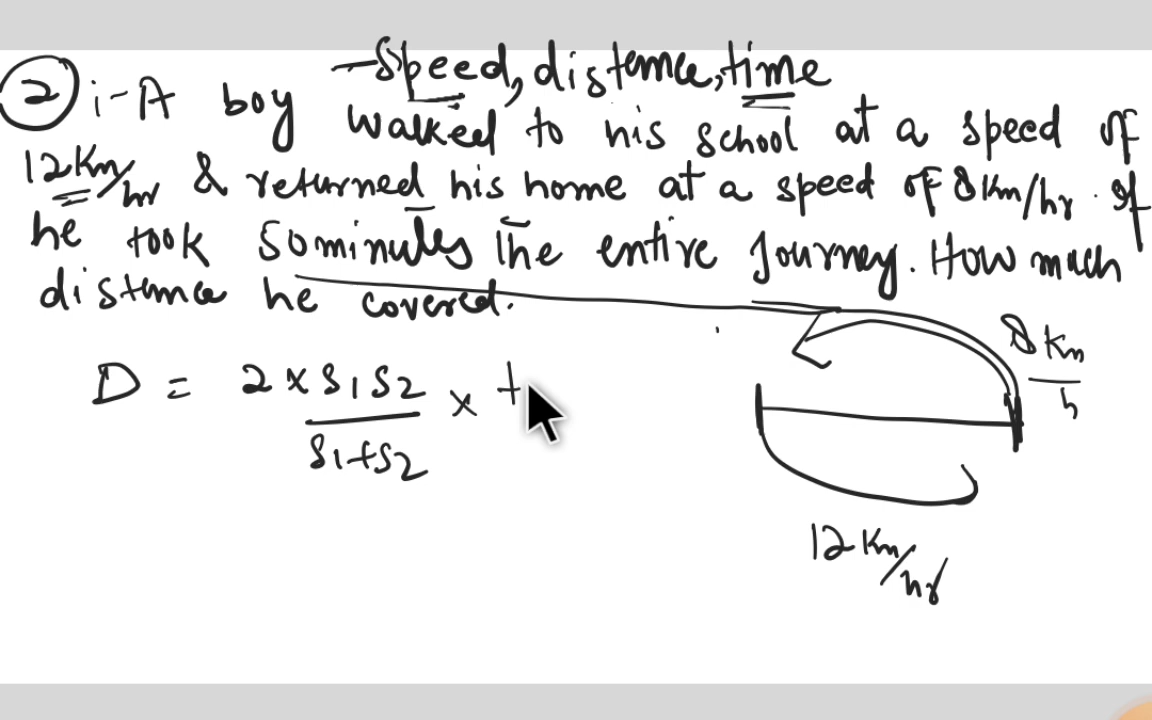 - Speed, distance, time
② i- A boy walked to his school at a speed of
12Km/hr & returned his home at a speed of 8 Km/hr. If
he took 50 minutes the entire Journey. How much
distance he covered.
D = 2 x S1S2 / S1+S2 x t
8 Km / h
12 Km/hr